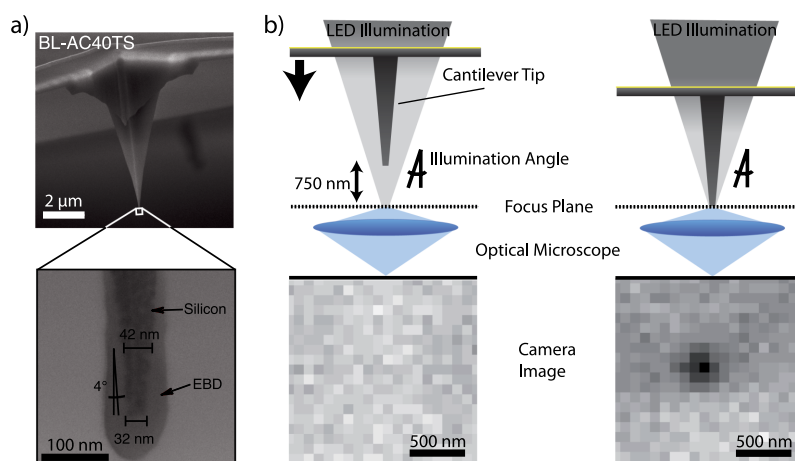 a)
BL-AC40TS
2 μm
Silicon
42 nm
4°
EBD
32 nm
100 nm
b)
LED Illumination
LED Illumination
Cantilever Tip
Illumination Angle
750 nm
Focus Plane
Optical Microscope
Camera
Image
500 nm
500 nm